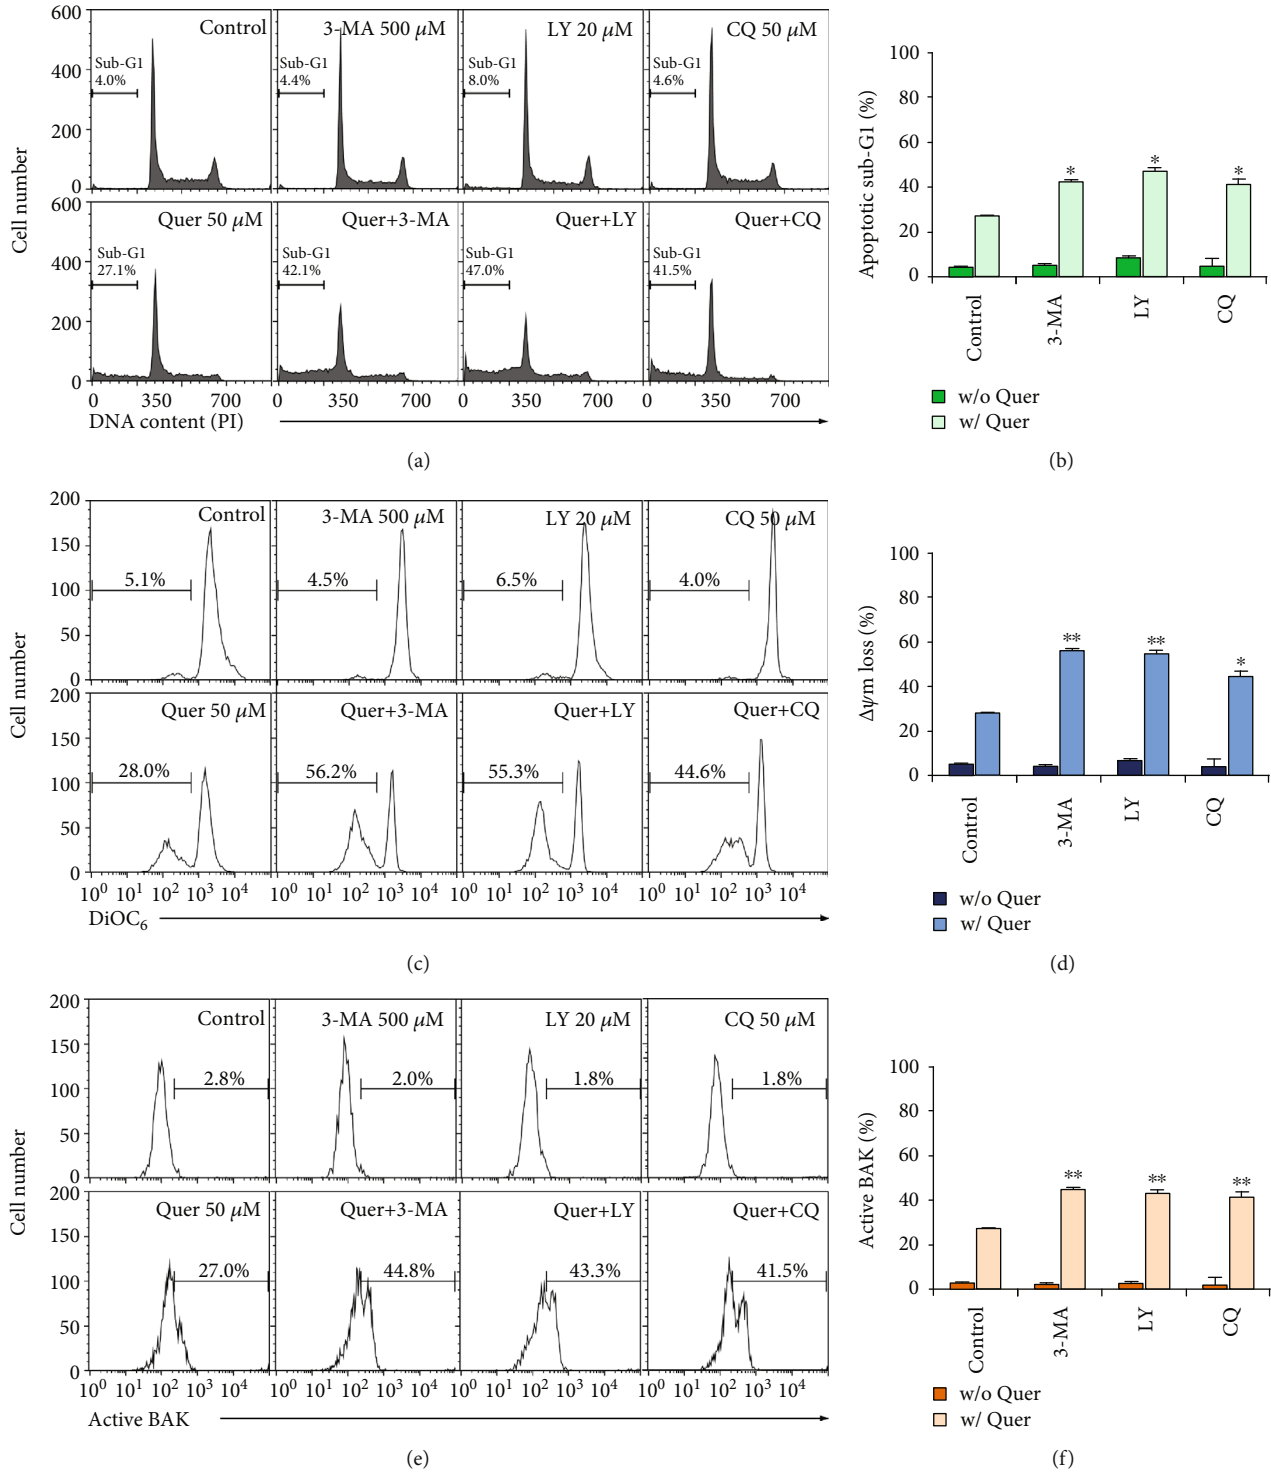 Cell number
600
400
200
0
Control
Sub-G1
4.0%
3-MA 500 μM
Sub-G1
4.4%
LY 20 μM
Sub-G1
8.0%
CQ 50 μM
Sub-G1
4.6%
600
400
200
0
Quer 50 μM
Sub-G1
27.1%
Quer+3-MA
Sub-G1
42.1%
Quer+LY
Sub-G1
47.0%
Quer+CQ
Sub-G1
41.5%
0 350 700 0 350 700 0 350 700 0 350 700
DNA content (PI)
(a)
Apoptotic sub-G1 (%)
100
80
60
40
20
0
* * *
Control 3-MA LY CQ
w/o Quer
w/ Quer
(b)
Cell number
200
150
100
50
0
Control
5.1%
3-MA 500 μM
4.5%
LY 20 μM
6.5%
CQ 50 μM
4.0%
Cell number
200
150
100
50
0
Quer 50 μM
28.0%
Quer+3-MA
56.2%
Quer+LY
55.3%
Quer+CQ
44.6%
10⁰ 10¹ 10² 10³ 10⁴ 10⁰ 10¹ 10² 10³ 10⁴ 10⁰ 10¹ 10² 10³ 10⁴ 10⁰ 10¹ 10² 10³ 10⁴
DiOC₆
(c)
Δψm loss (%)
100
80
60
40
20
0
** ** *
Control 3-MA LY CQ
w/o Quer
w/ Quer
(d)
Cell number
200
150
100
50
0
Control
2.8%
3-MA 500 μM
2.0%
LY 20 μM
1.8%
CQ 50 μM
1.8%
Cell number
200
150
100
50
0
Quer 50 μM
27.0%
Quer+3-MA
44.8%
Quer+LY
43.3%
Quer+CQ
41.5%
10⁰ 10¹ 10² 10³ 10⁴ 10⁰ 10¹ 10² 10³ 10⁴ 10⁰ 10¹ 10² 10³ 10⁴ 10⁰ 10¹ 10² 10³ 10⁴
Active BAK
(e)
Active BAK (%)
100
80
60
40
20
0
** ** **
Control 3-MA LY CQ
w/o Quer
w/ Quer
(f)